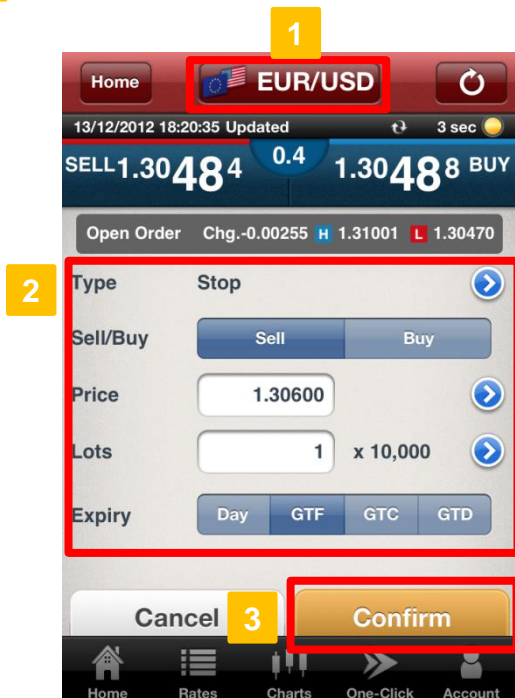 1
Home EUR/USD
13/12/2012 18:20:35 Updated 3 sec
SELL 1.30484 0.4 1.30488 BUY
Open Order Chg.-0.00255 H 1.31001 L 1.30470
2
Type Stop
Sell/Buy Sell Buy
Price 1.30600
Lots 1 x 10,000
Expiry Day GTF GTC GTD
Cancel 3 Confirm
Home Rates Charts One-Click Account